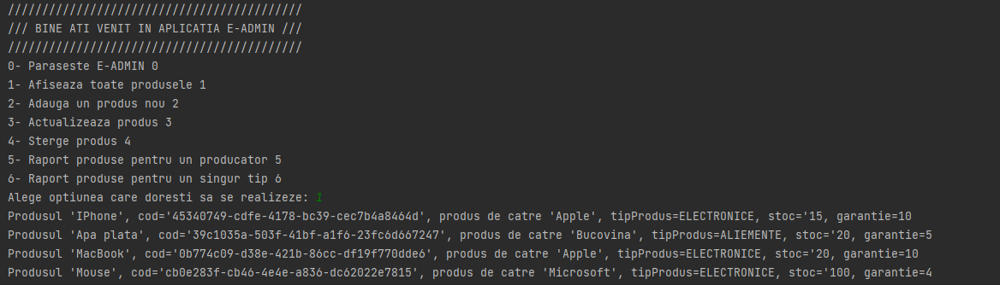 ///////////////////////////////////////////
/// BINE ATI VENIT IN APLICATIA E-ADMIN ///
///////////////////////////////////////////
0- Paraseste E-ADMIN 0
1- Afiseaza toate produsele 1
2- Adauga un produs nou 2
3- Actualizeaza produs 3
4- Sterge produs 4
5- Raport produse pentru un producator 5
6- Raport produse pentru un singur tip 6
Alege optiunea care doresti sa se realizeze: 1
Produsul 'IPhone', cod='45340749-cdfe-4178-bc39-cec7b4a8464d', produs de catre 'Apple', tipProdus=ELECTRONICE, stoc='15, garantie=10
Produsul 'Apa plata', cod='39c1035a-503f-41bf-a1f6-23fc6d667247', produs de catre 'Bucovina', tipProdus=ALIEMENTE, stoc='20, garantie=5
Produsul 'MacBook', cod='0b774c09-d38e-421b-86cc-df19f770dde6', produs de catre 'Apple', tipProdus=ELECTRONICE, stoc='20, garantie=10
Produsul 'Mouse', cod='cb0e283f-cb46-4e4e-a836-dc62022e7815', produs de catre 'Microsoft', tipProdus=ELECTRONICE, stoc='100, garantie=4